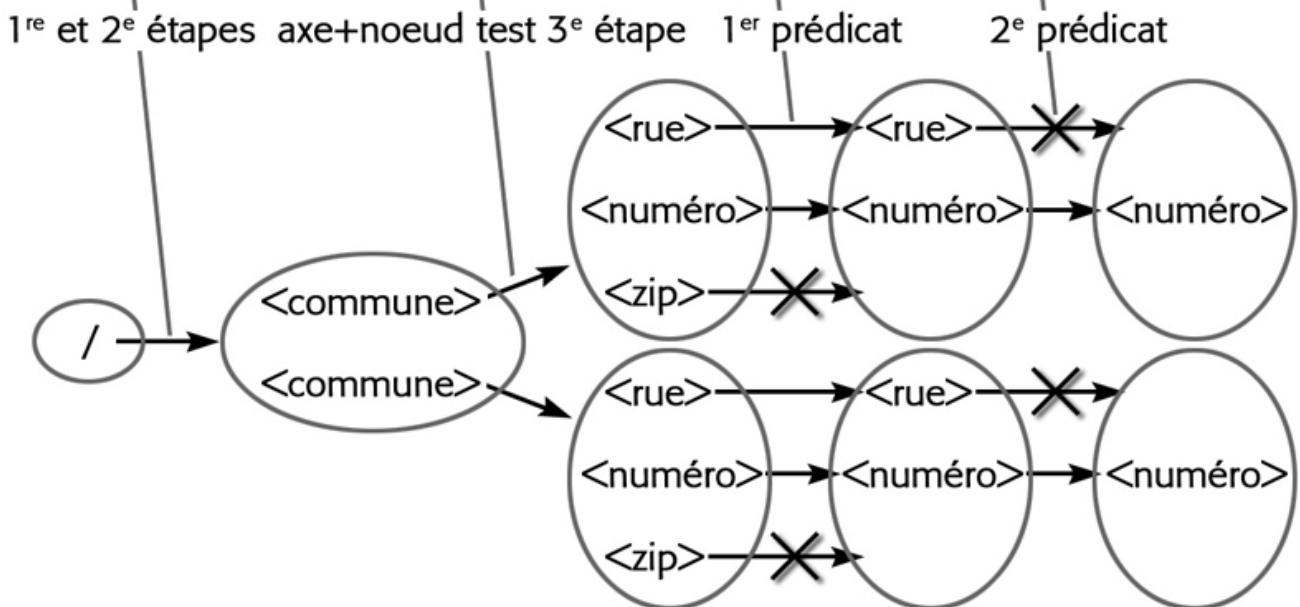 1re et 2e étapes axe+noeud test 3e étape 1er prédicat 2e prédicat
<rue> <rue>
<numéro> <numéro> <numéro>
<zip>
<commune>
/
<commune>
<rue> <rue>
<numéro> <numéro> <numéro>
<zip>